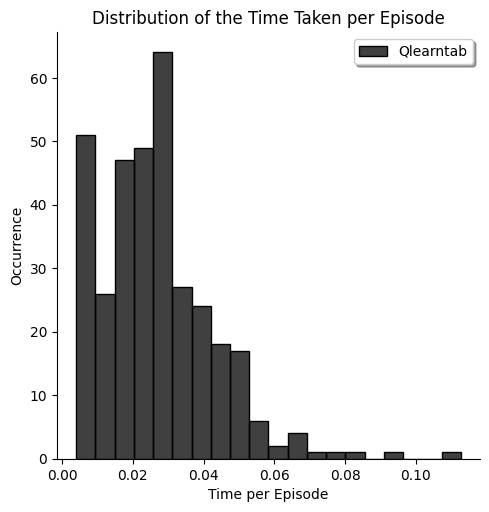 Distribution of the Time Taken per Episode
Qlearntab
Occurrence
60
50
40
30
20
10
0
0.00 0.02 0.04 0.06 0.08 0.10
Time per Episode